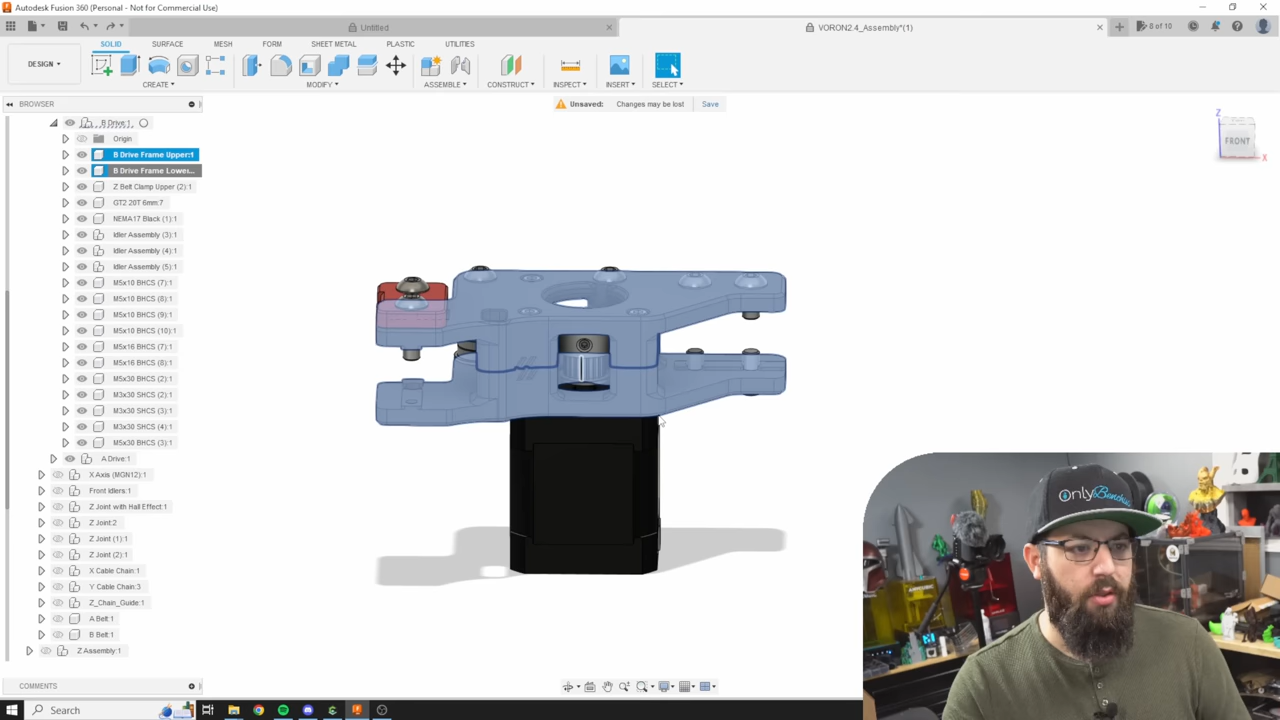 Autodesk Fusion 360 (Personal - Not for Commercial Use)
Untitled
VORON2.4_Assembly*(1)
8 of 10
SOLID
SURFACE
MESH
FORM
SHEET METAL
PLASTIC
UTILITIES
DESIGN
CREATE
MODIFY
ASSEMBLE
CONSTRUCT
INSPECT
INSERT
SELECT
BROWSER
Unsaved:
Changes may be lost
Save
B Drive:1
Origin
B Drive Frame Upper:1
B Drive Frame Lowe...
Z Belt Clamp Upper (2):1
GT2 20T 6mm:7
NEMA17 Black (1):1
Idler Assembly (3):1
Idler Assembly (4):1
Idler Assembly (5):1
M5x10 BHCS (7):1
M5x10 BHCS (8):1
M5x10 BHCS (9):1
M5x10 BHCS (10):1
M5x16 BHCS (7):1
M5x16 BHCS (8):1
M5x30 BHCS (2):1
M3x30 SHCS (2):1
M3x30 SHCS (3):1
M3x30 SHCS (4):1
M5x30 BHCS (3):1
A Drive:1
X Axis (MGN12):1
Front Idlers:1
Z Joint with Hall Effect:1
Z Joint:2
Z Joint (1):1
Z Joint (2):1
X Cable Chain:1
Y Cable Chain:3
Z_Chain_Guide:1
A Belt:1
B Belt:1
Z Assembly:1
Z
FRONT
X
COMMENTS
Search
Only Benchys